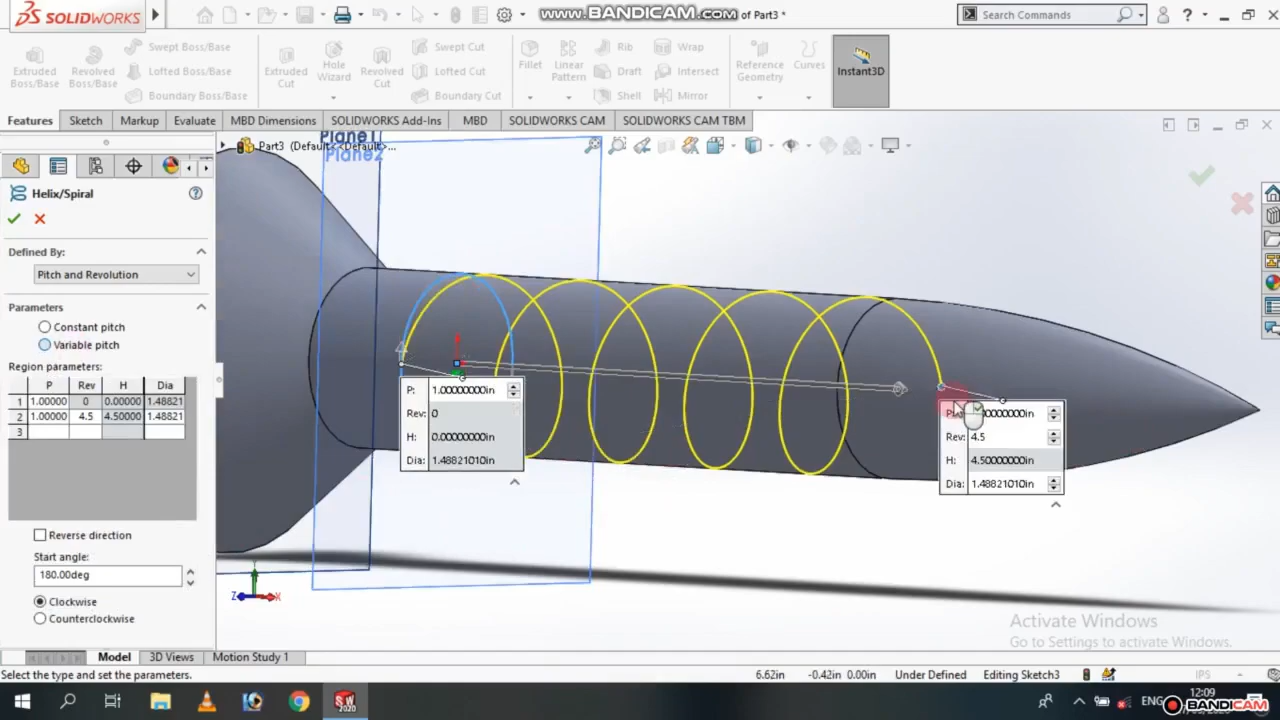 SOLIDWORKS
WWW.BANDICAM.COM of Part3 *
Search Commands
Extruded Boss/Base
Revolved Boss/Base
Swept Boss/Base
Lofted Boss/Base
Boundary Boss/Base
Extruded Cut
Hole Wizard
Revolved Cut
Swept Cut
Lofted Cut
Boundary Cut
Fillet
Linear Pattern
Rib
Draft
Shell
Wrap
Intersect
Mirror
Reference Geometry
Curves
Instant3D
Features Sketch Markup Evaluate MBD Dimensions SOLIDWORKS Add-Ins MBD SOLIDWORKS CAM SOLIDWORKS CAM TBM
Plane1
Part3 (Default<<Default>...
Plane2
Helix/Spiral
Defined By:
Pitch and Revolution
Parameters
Constant pitch
Variable pitch
Region parameters:
P Rev H Dia
1 1.00000 0 0.00000 1.48821
2 1.00000 4.5 4.50000 1.48821
3
Reverse direction
Start angle:
180.00deg
Clockwise
Counterclockwise
P: 1.00000000in
Rev: 0
H: 0.00000000in
Dia: 1.48821010in
Rev: 4.5
H: 4.50000000in
Dia: 1.48821010in
Z X
Activate Windows
Go to Settings to activate Windows.
Model 3D Views Motion Study 1
Select the type and set the parameters. 6.62in -0.42in 0.00in Under Defined Editing Sketch3 IPS
SW 2020
ENG
12:09
BANDICAM